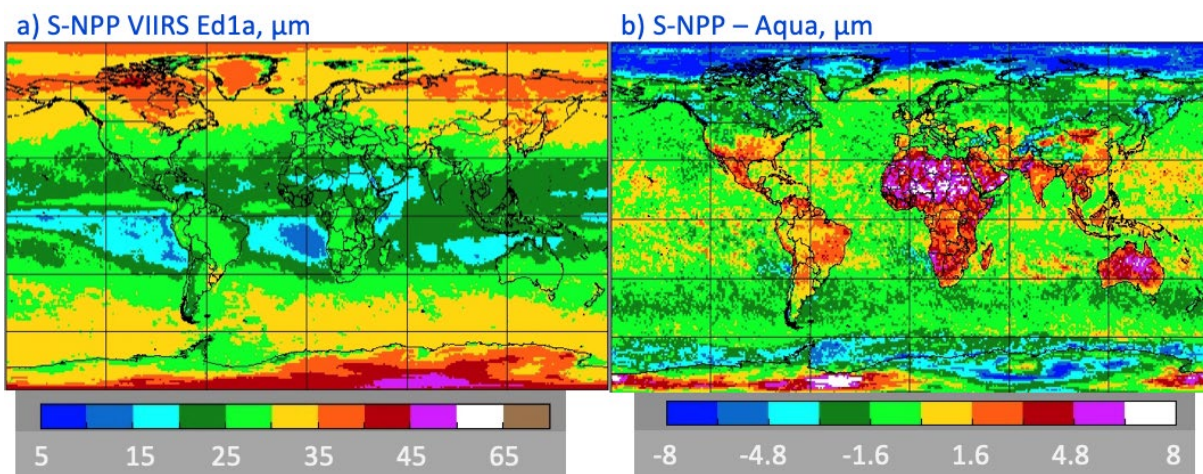 a) S-NPP VIIRS Ed1a, μm
b) S-NPP – Aqua, μm
5 15 25 35 45 65
-8 -4.8 -1.6 1.6 4.8 8